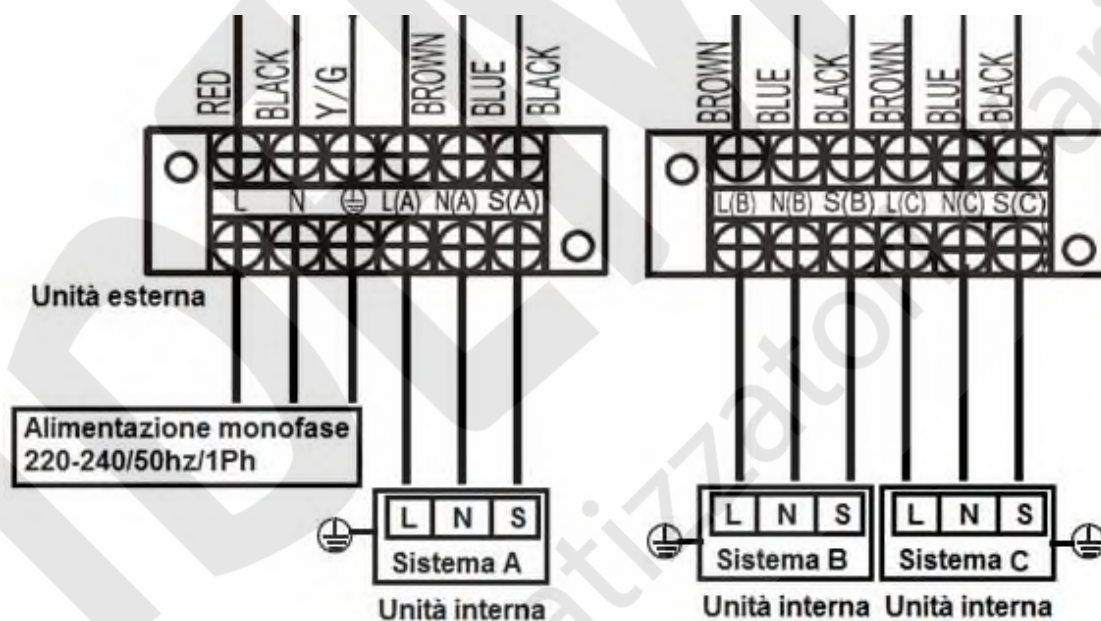 RED
BLACK
Y/G
BROWN
BLUE
BLACK
L N L(A) N(A) S(A)
Unità esterna
Alimentazione monofase
220-240/50hz/1Ph
L N S
Sistema A
Unità interna
BROWN
BLUE
BLACK
BROWN
BLUE
BLACK
L(B) N(B) S(B) L(C) N(C) S(C)
L N S
Sistema B
Unità interna
L N S
Sistema C
Unità interna